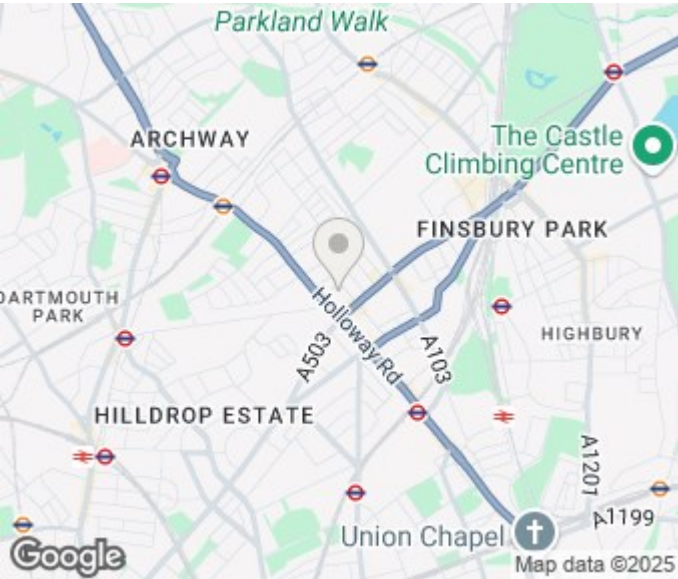 Parkland Walk
ARCHWAY
The Castle
Climbing Centre
FINSBURY PARK
DARTMOUTH
PARK
Holloway Rd
A503
A103
HIGHBURY
HILLDROP ESTATE
A1201
A1199
Union Chapel
Google
Map data ©2025